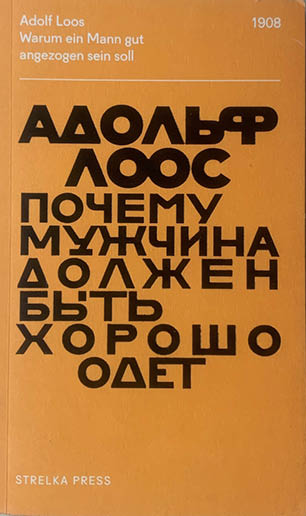 Adolf Loos
Warum ein Mann gut
angezogen sein soll
1908
АДОЛЬФ
ЛООС
ПОЧЕМУ
МУЖЧИНА
ДОЛЖЕН
БЫТЬ
ХОРОШО
ОДЕТ
STRELKA PRESS